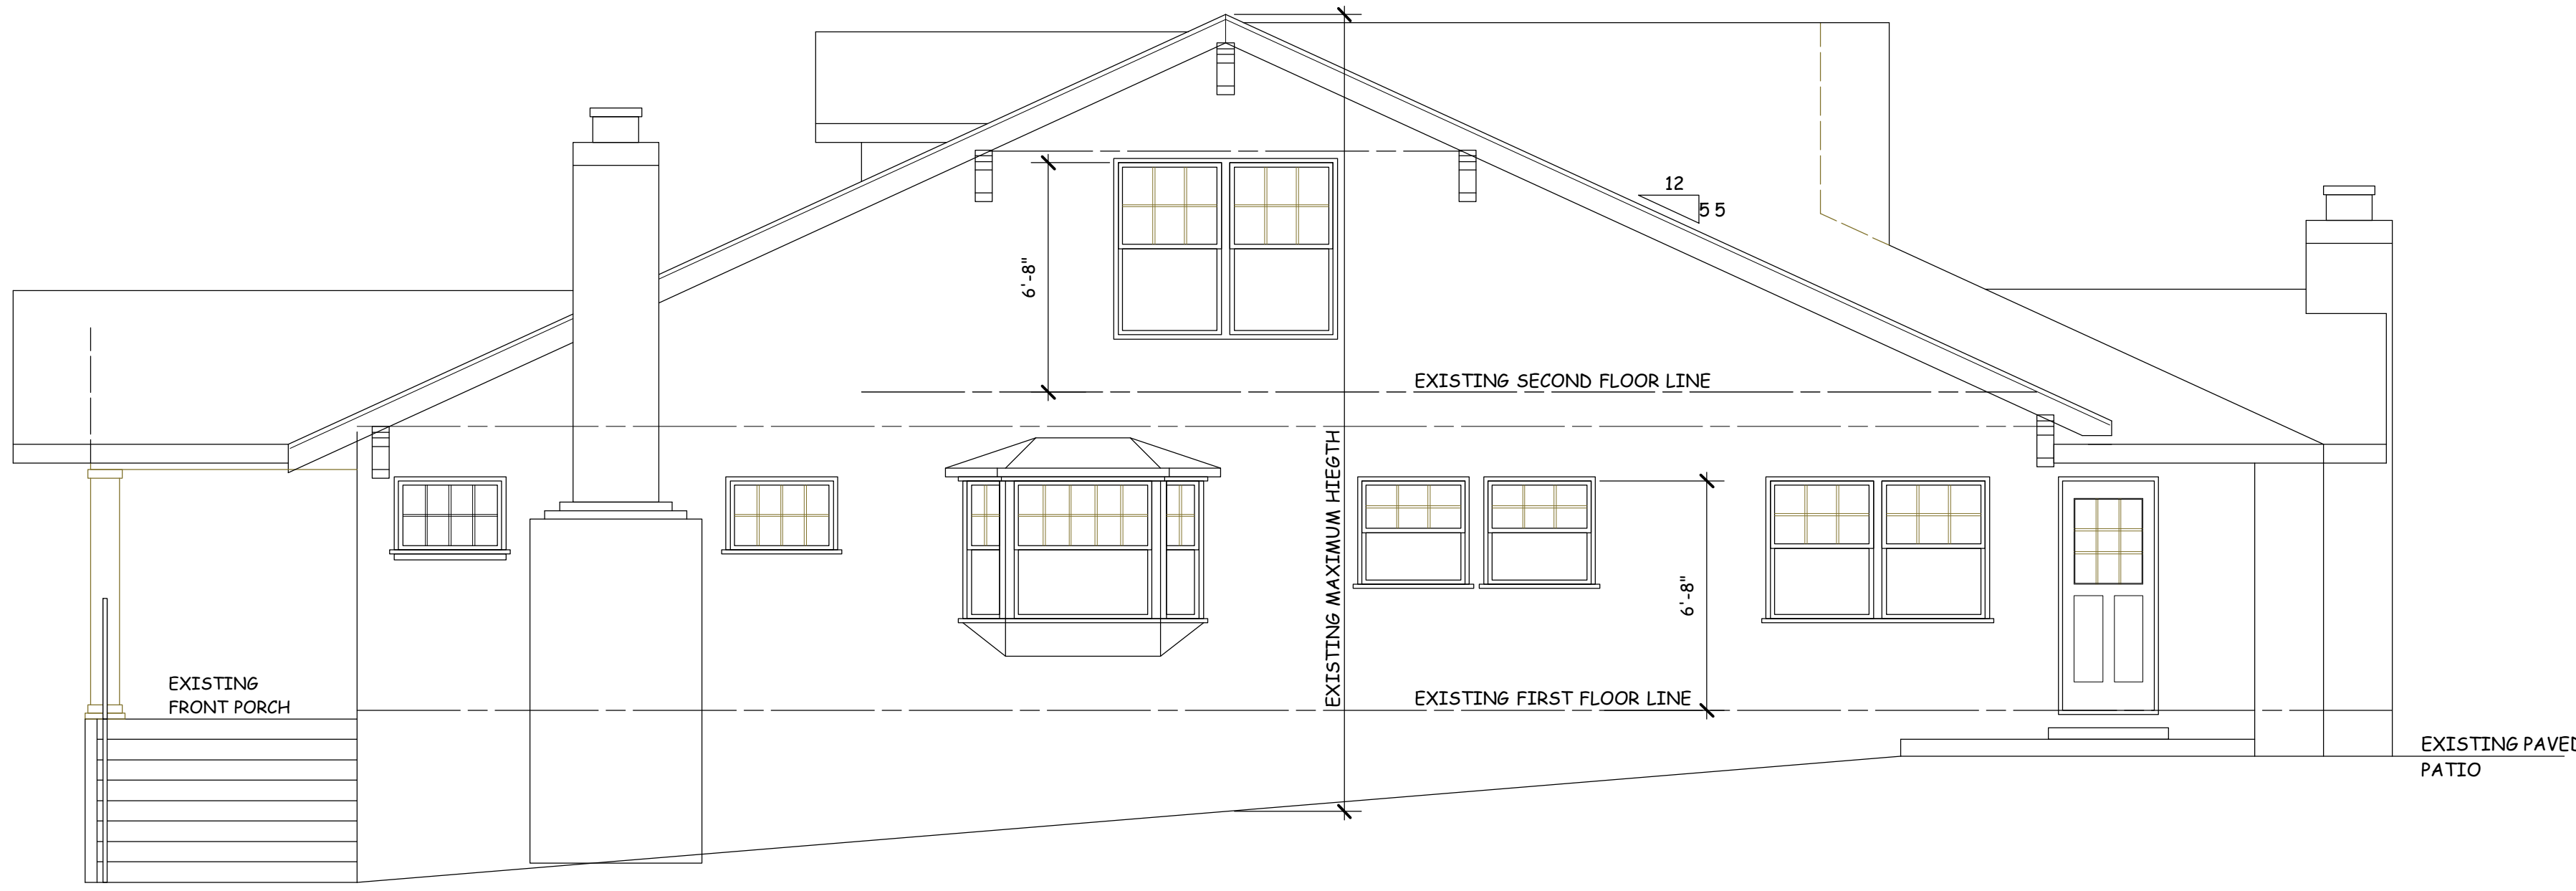 12
5 5
6'-8"
EXISTING SECOND FLOOR LINE
EXISTING MAXIMUM HIEGTH
6'-8"
EXISTING
FRONT PORCH
EXISTING FIRST FLOOR LINE
EXISTING PAVED
PATIO